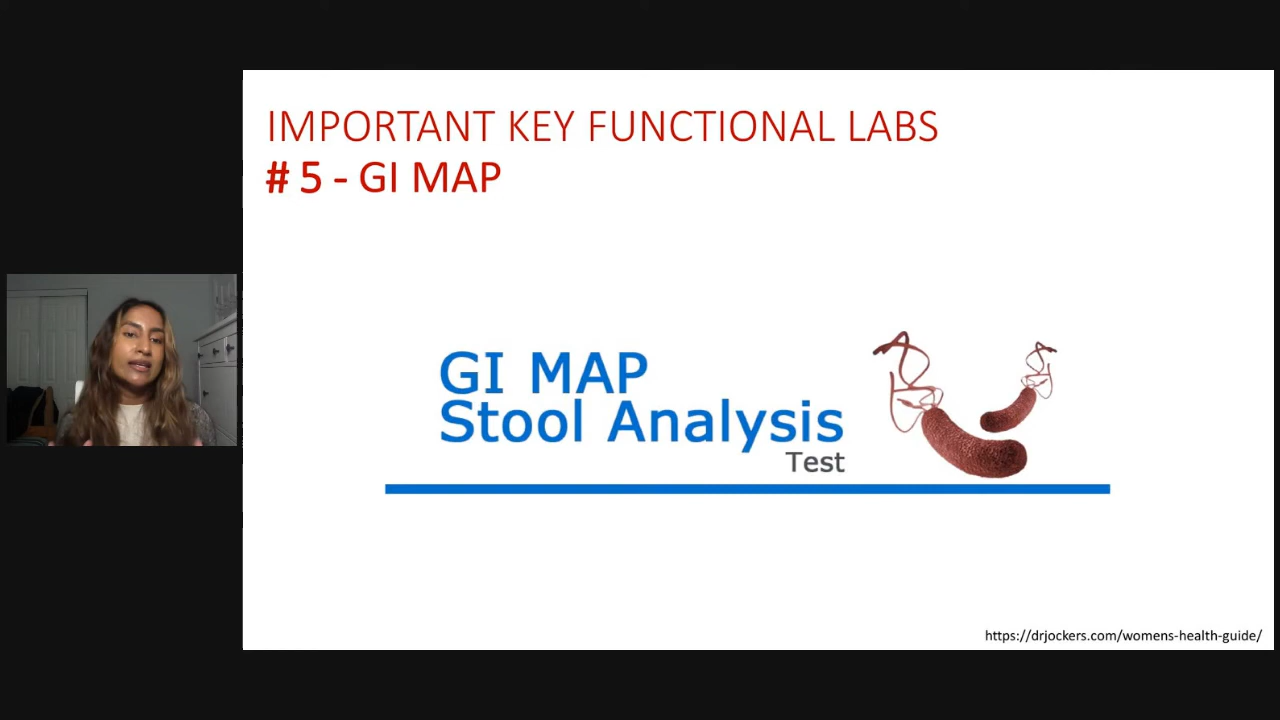 IMPORTANT KEY FUNCTIONAL LABS
# 5 - GI MAP
GI MAP
Stool Analysis
Test
https://drjockers.com/womens-health-guide/